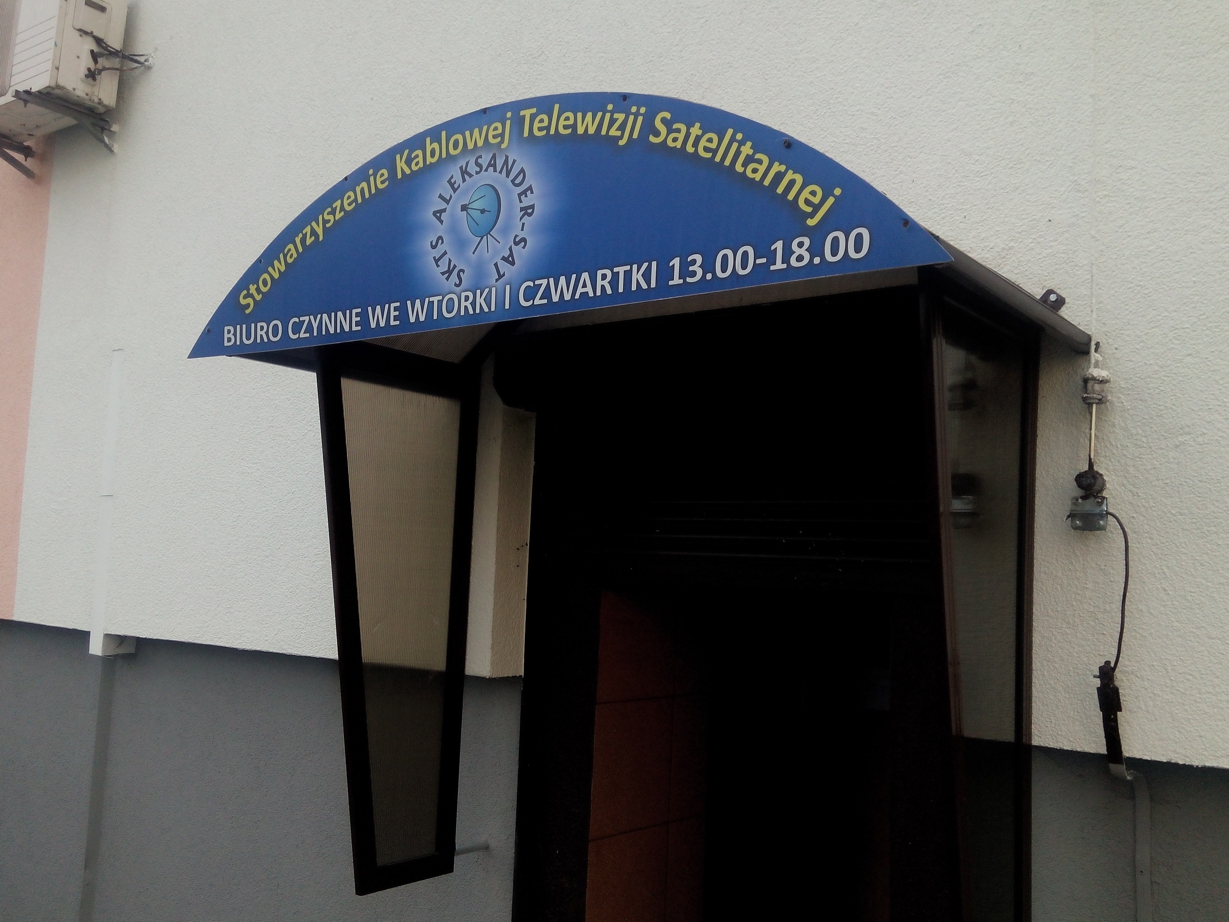 Stowarzyszenie Kablowej Telewizji Satelitarnej
SKTS ALEKSANDER-SAT
BIURO CZYNNE WE WTORKI I CZWARTKI 13.00-18.00